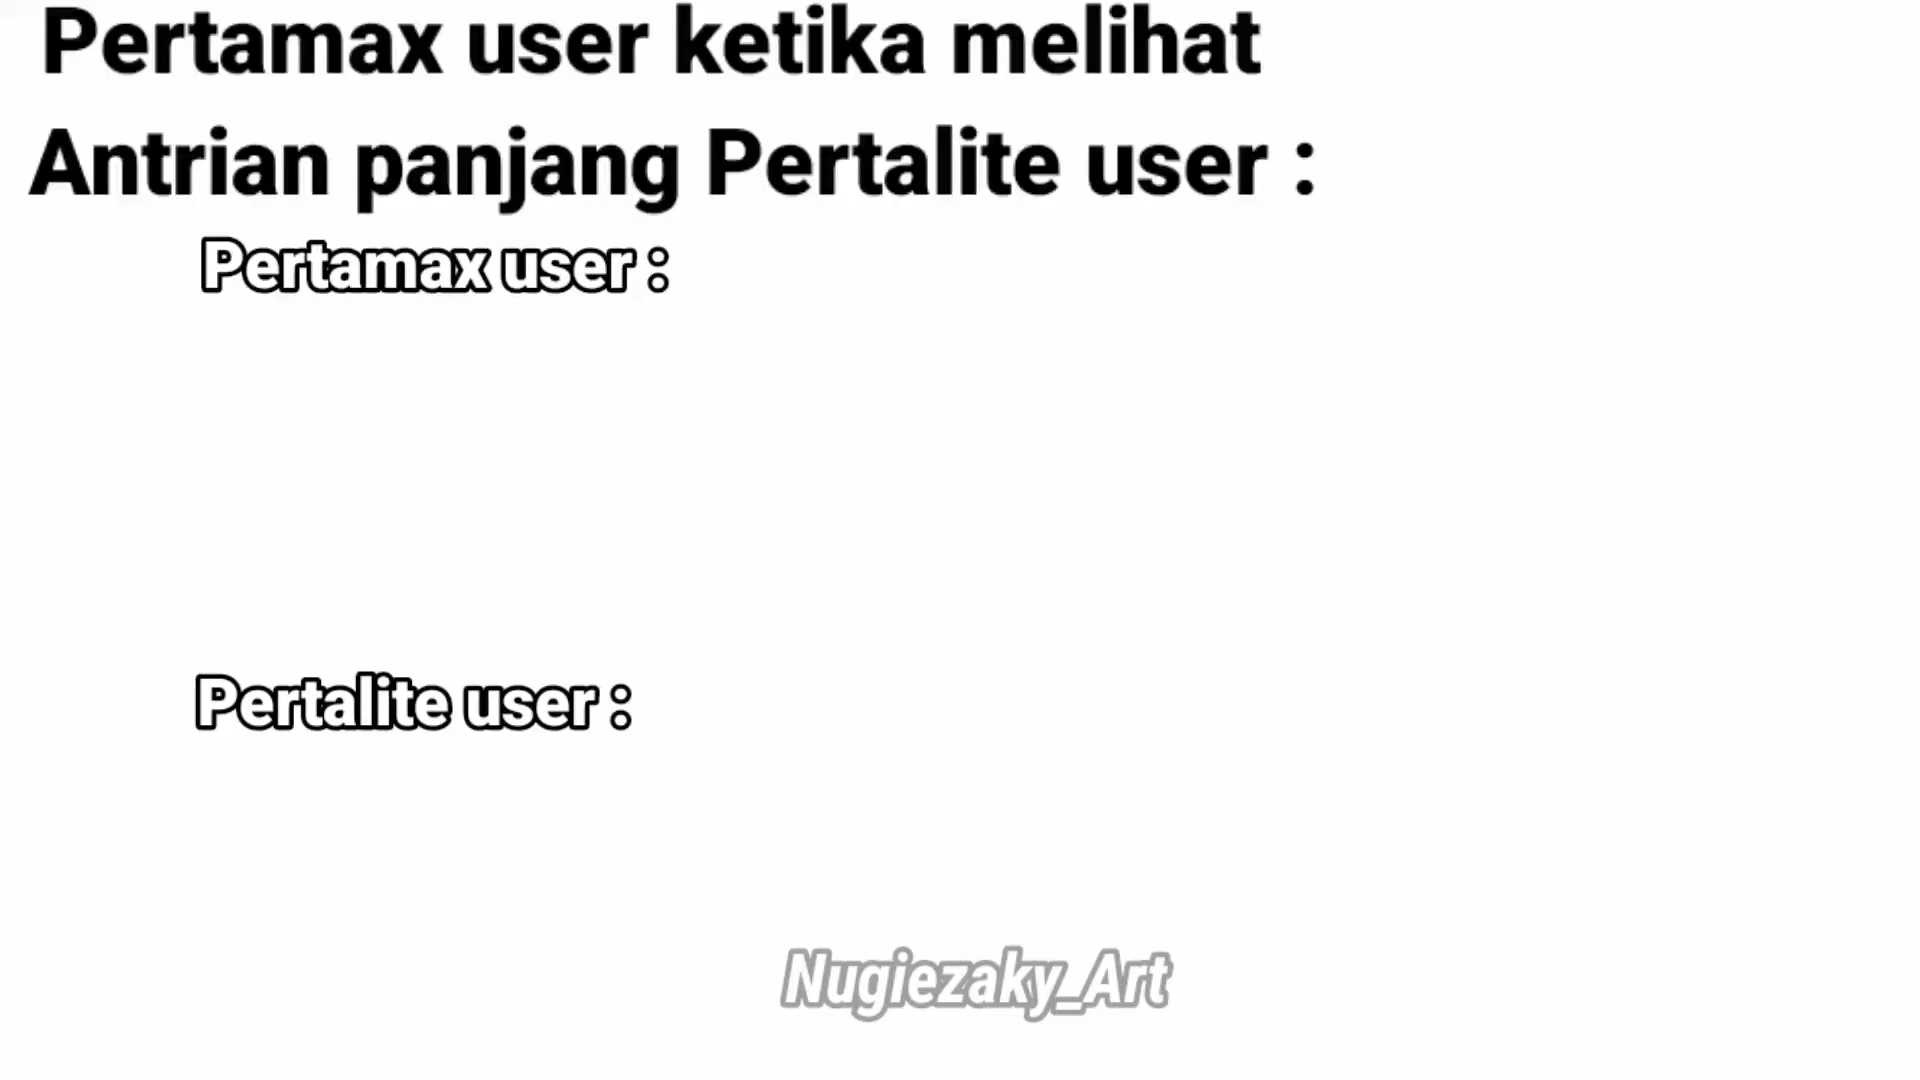 Pertamax user ketika melihat
Antrian panjang Pertalite user :
Pertamax user :
Pertalite user :
Nugiezaky_Art